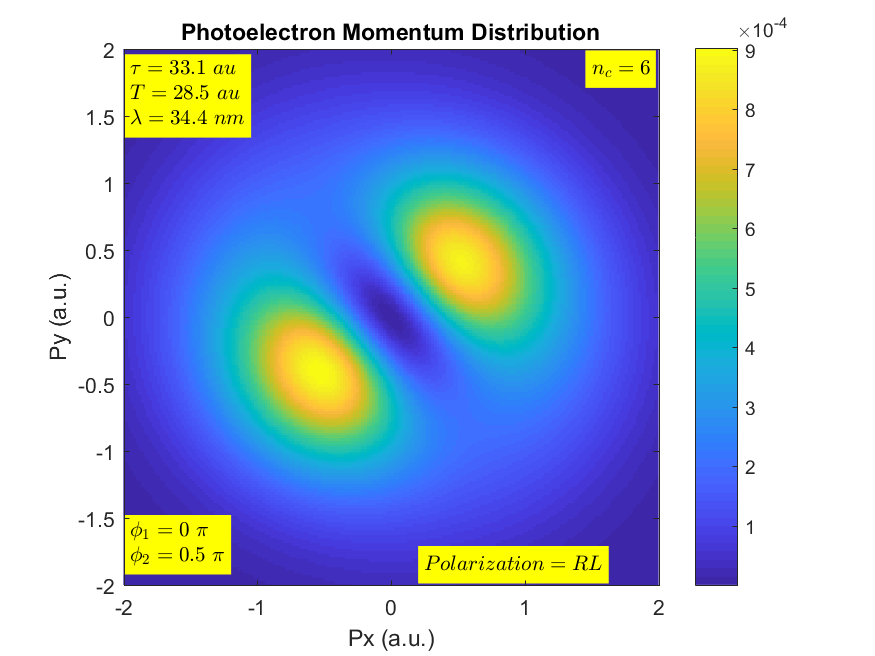 Photoelectron Momentum Distribution
×10⁻⁴
τ = 33.1 au
T = 28.5 au
λ = 34.4 nm
n_c = 6
ϕ₁ = 0 π
ϕ₂ = 0.5 π
Polarization = RL
2
1.5
1
0.5
0
-0.5
-1
-1.5
-2
Py (a.u.)
-2
-1
0
1
2
Px (a.u.)
9
8
7
6
5
4
3
2
1